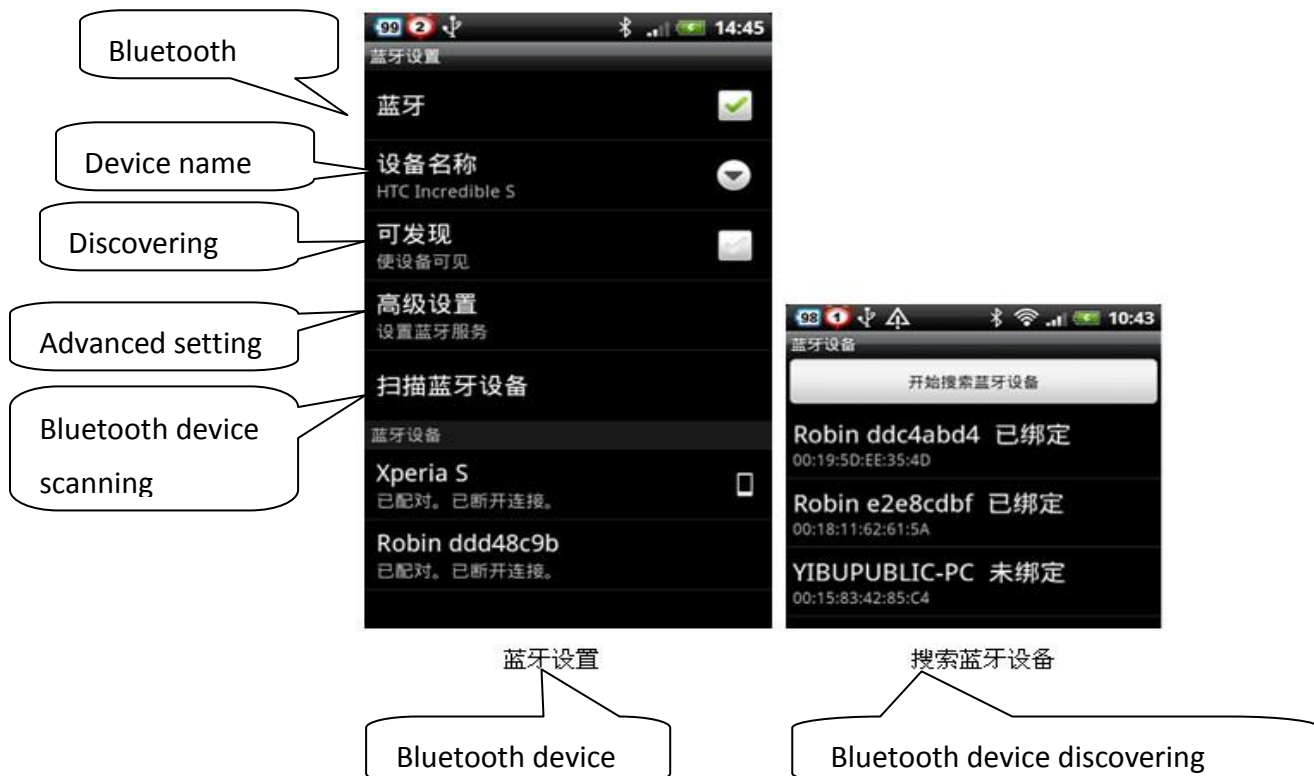 Bluetooth
Device name
Discovering
Advanced setting
Bluetooth device
scanning
99 2 14:45
蓝牙设置
蓝牙
设备名称
HTC Incredible S
可发现
使设备可见
高级设置
设置蓝牙服务
扫描蓝牙设备
蓝牙设备
Xperia S
已配对。已断开连接。
Robin ddd48c9b
已配对。已断开连接。
蓝牙设置
Bluetooth device
98 1 10:43
蓝牙设备
开始搜索蓝牙设备
Robin ddc4abd4 已绑定
00:19:5D:EE:35:4D
Robin e2e8cdbf 已绑定
00:18:11:62:61:5A
YIBUPUBLIC-PC 未绑定
00:15:83:42:85:C4
搜索蓝牙设备
Bluetooth device discovering